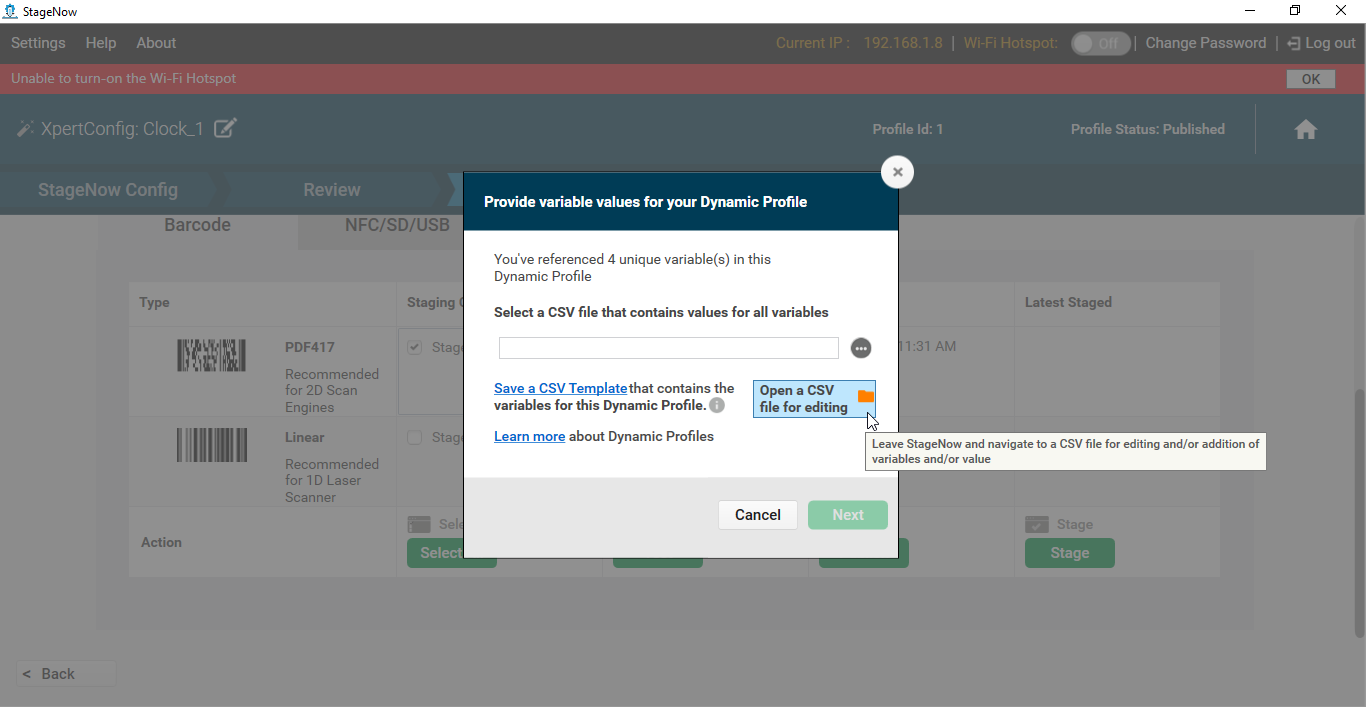 StageNow
Settings Help About Current IP : 192.168.1.8 | Wi-Fi Hotspot: Off | Change Password | Log out
Unable to turn-on the Wi-Fi Hotspot OK
XpertConfig: Clock_1 Profile Id: 1 Profile Status: Published
StageNow Config Review
Provide variable values for your Dynamic Profile
Barcode NFC/SD/USB
You've referenced 4 unique variable(s) in this
Dynamic Profile
Type Staging Latest Staged
Select a CSV file that contains values for all variables
PDF417 Stage 11:31 AM
Recommended
for 2D Scan
Engines
Save a CSV Template that contains the
variables for this Dynamic Profile.
Open a CSV
file for editing
Learn more about Dynamic Profiles
Leave StageNow and navigate to a CSV file for editing and/or addition of
variables and/or value
Linear Stage
Recommended
for 1D Laser
Scanner
Cancel Next
Action Sele Stage
Select Stage
< Back